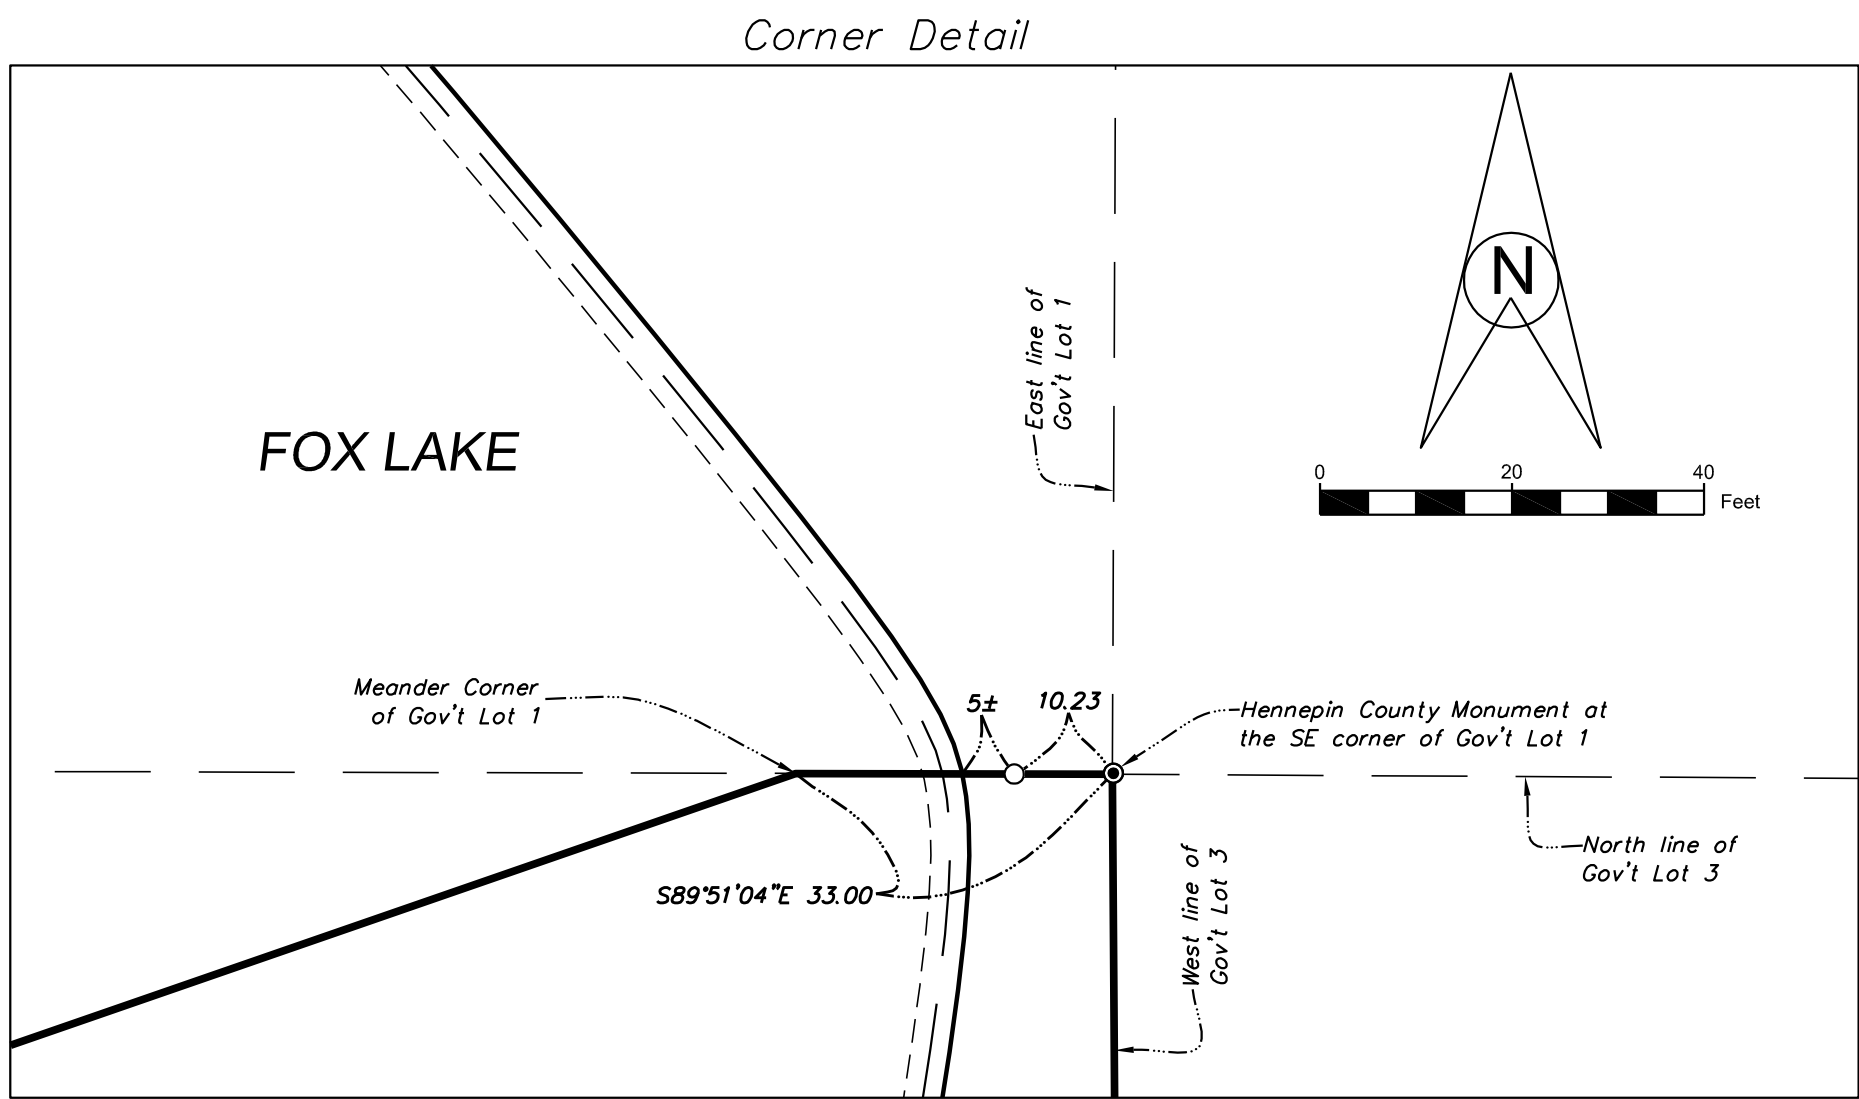 Corner Detail
N
East line of
Gov't Lot 1
FOX LAKE
0 20 40
Feet
Meander Corner
of Gov't Lot 1
5±
10.23
Hennepin County Monument at
the SE corner of Gov't Lot 1
North line of
Gov't Lot 3
S89°51'04"E 33.00
West line of
Gov't Lot 3